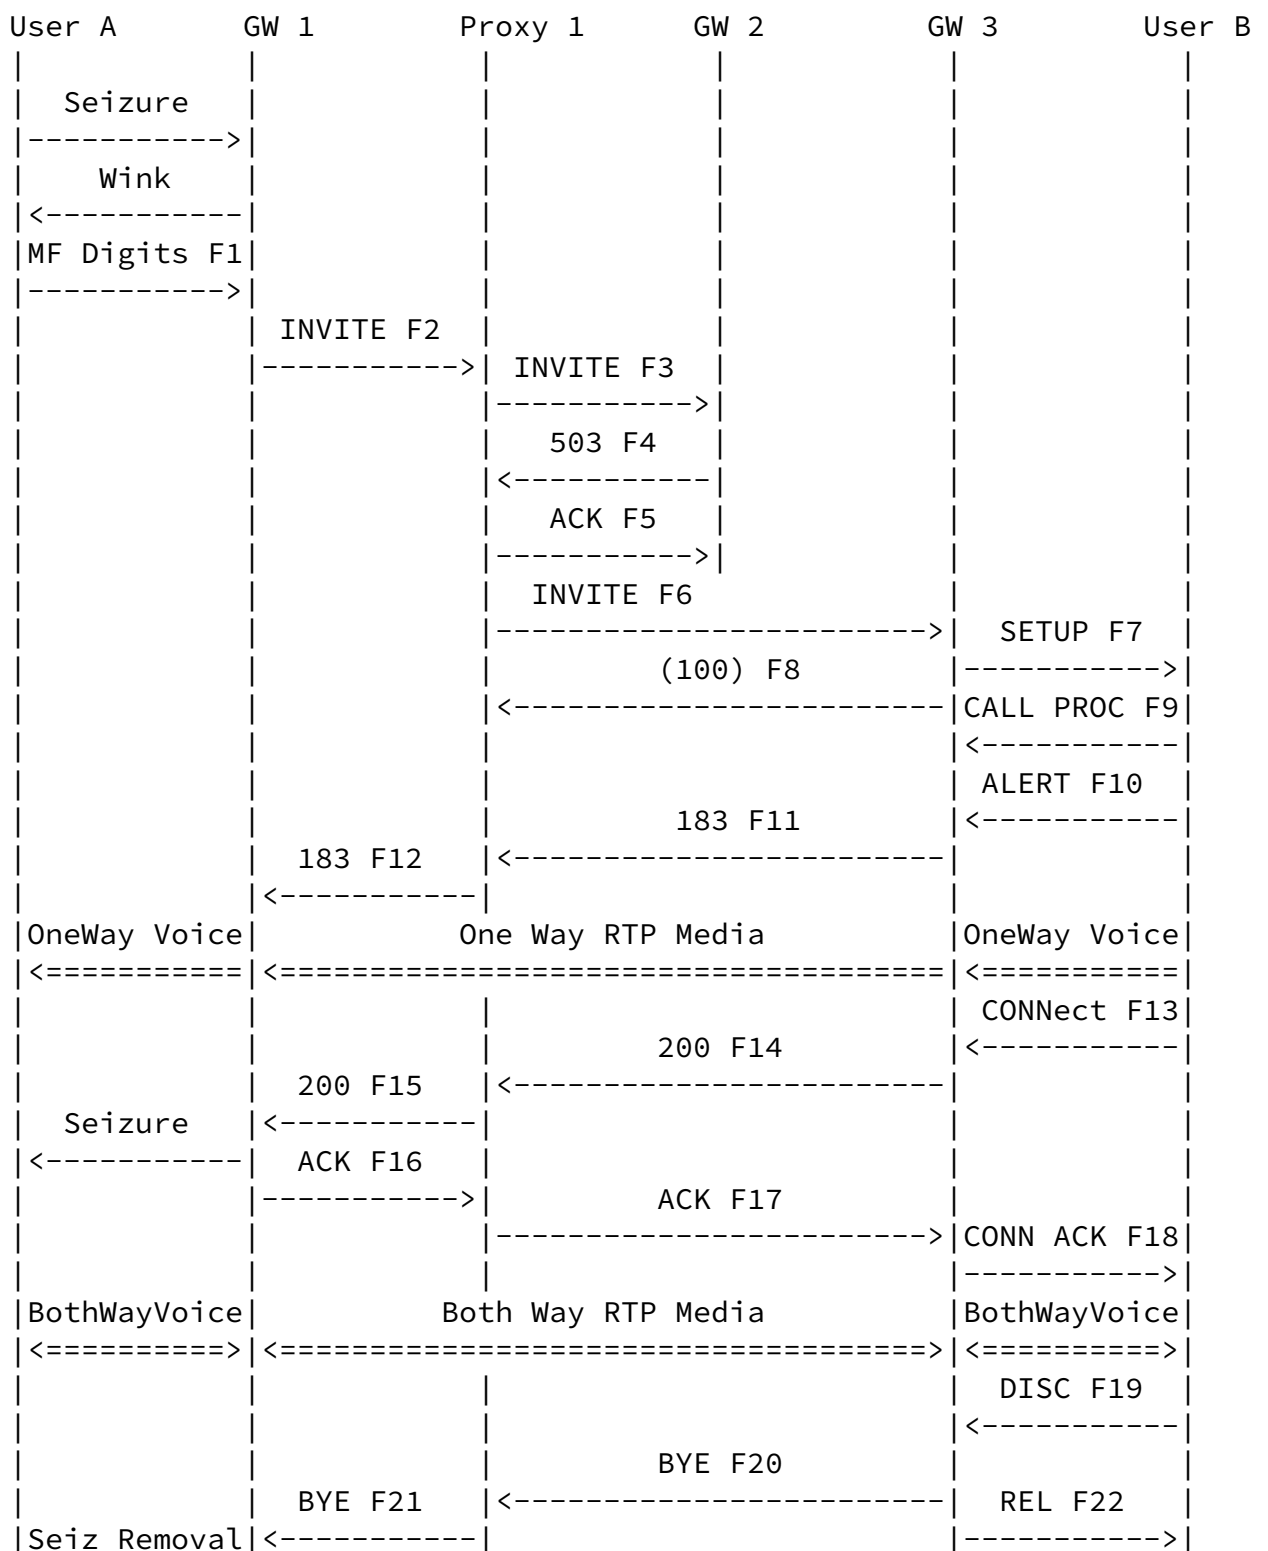 User A       GW 1        Proxy 1      GW 2         GW 3        User B
|            |            |            |            |            |
|  Seizure   |            |            |            |            |
|----------->|            |            |            |            |
|    Wink    |            |            |            |            |
|<-----------|            |            |            |            |
|MF Digits F1|            |            |            |            |
|----------->|            |            |            |            |
|            | INVITE F2  |            |            |            |
|            |----------->| INVITE F3  |            |            |
|            |            |----------->|            |            |
|            |            |   503 F4   |            |            |
|            |            |<-----------|            |            |
|            |            |   ACK F5   |            |            |
|            |            |----------->|            |            |
|            |            |  INVITE F6              |            |
|            |            |------------------------>|  SETUP F7  |
|            |            |         (100) F8        |----------->|
|            |            |<------------------------|CALL PROC F9|
|            |            |                         |<-----------|
|            |            |                         | ALERT F10  |
|            |            |          183 F11        |<-----------|
|            |  183 F12   |<------------------------|            |
|            |<-----------|                         |            |
|OneWay Voice|           One Way RTP Media          |OneWay Voice|
|<===========|<=====================================|<===========|
|            |            |                         | CONNect F13|
|            |            |         200 F14         |<-----------|
|            |  200 F15   |<------------------------|            |
|  Seizure   |<-----------|                         |            |
|<-----------|  ACK F16   |                         |            |
|            |----------->|         ACK F17         |            |
|            |            |------------------------>|CONN ACK F18|
|            |            |                         |----------->|
|BothWayVoice|          Both Way RTP Media          |BothWayVoice|
|<==========>|<====================================>|<==========>|
|            |            |                         |  DISC F19  |
|            |            |                         |<-----------|
|            |            |         BYE F20         |            |
|            |  BYE F21   |<------------------------|  REL F22   |
|Seiz Removal|<-----------|                         |----------->|